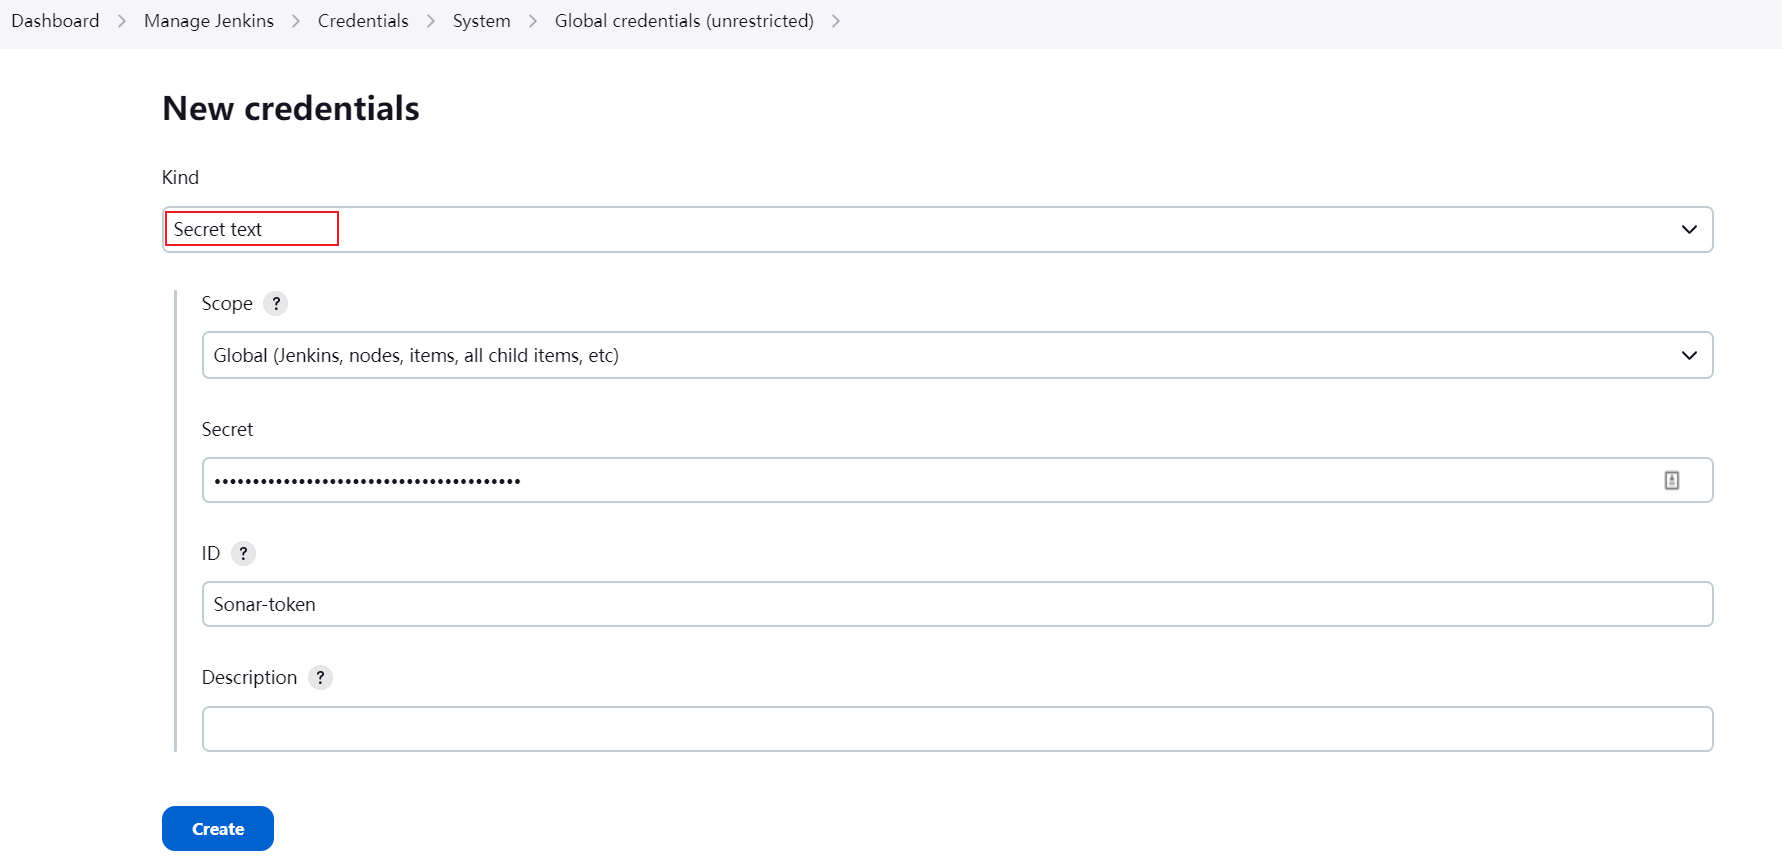 Dashboard > Manage Jenkins > Credentials > System > Global credentials (unrestricted) >
New credentials
Kind
Secret text
Scope ?
Global (Jenkins, nodes, items, all child items, etc)
Secret
••••••••••••••••••••••••••••••••••••••••
ID ?
Sonar-token
Description ?
Create